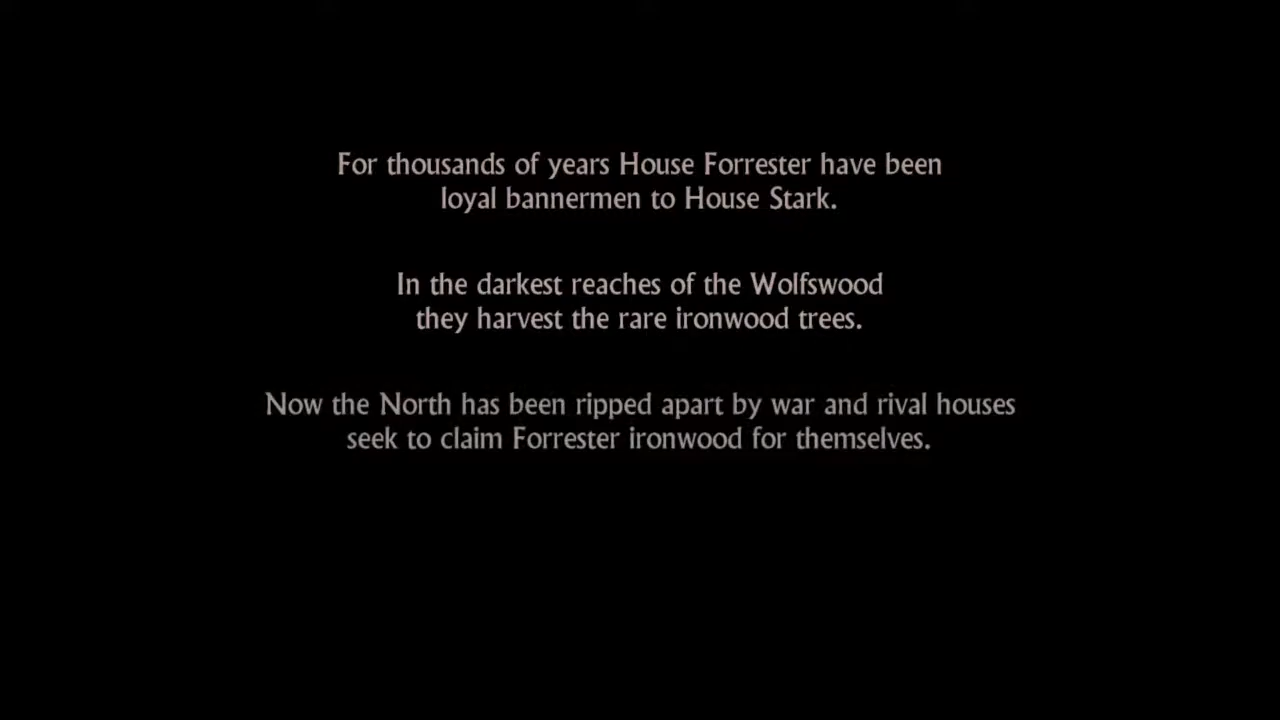 For thousands of years House Forrester have been
loyal bannermen to House Stark.
In the darkest reaches of the Wolfswood
they harvest the rare ironwood trees.
Now the North has been ripped apart by war and rival houses
seek to claim Forrester ironwood for themselves.